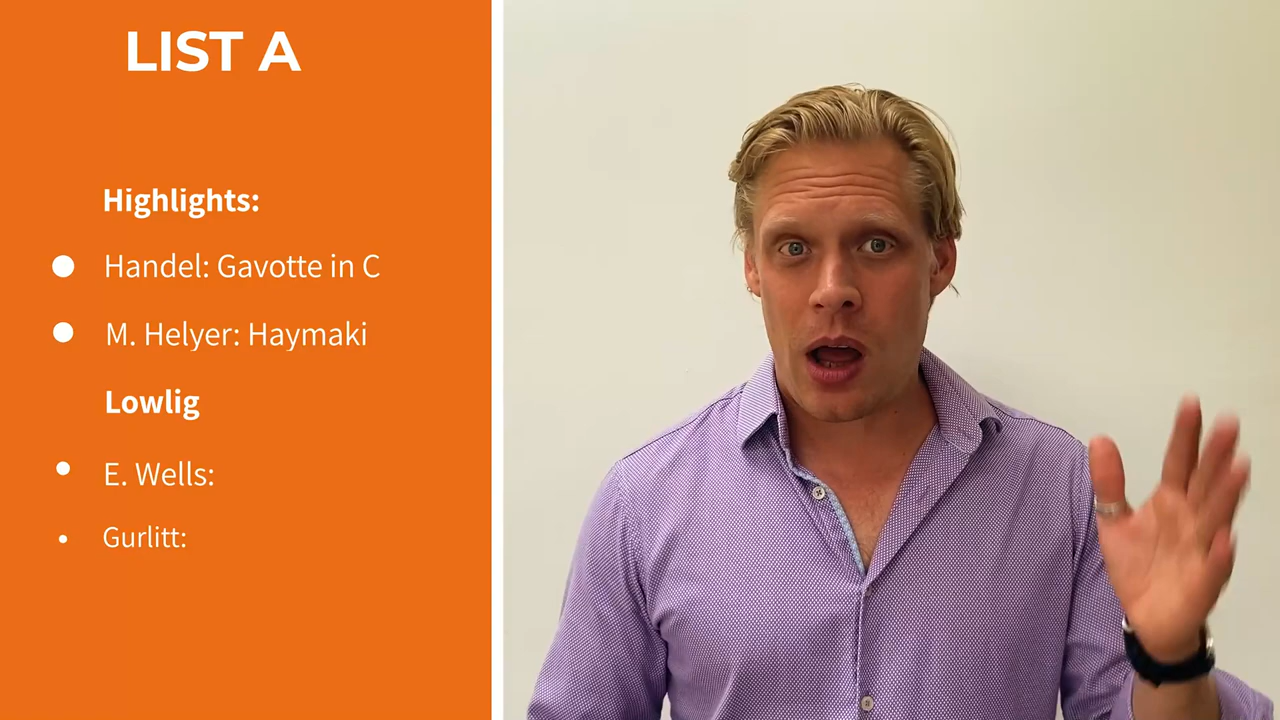 LIST A
Highlights:
Handel: Gavotte in C
M. Helyer: Haymaki
Lowlig
E. Wells:
Gurlitt: